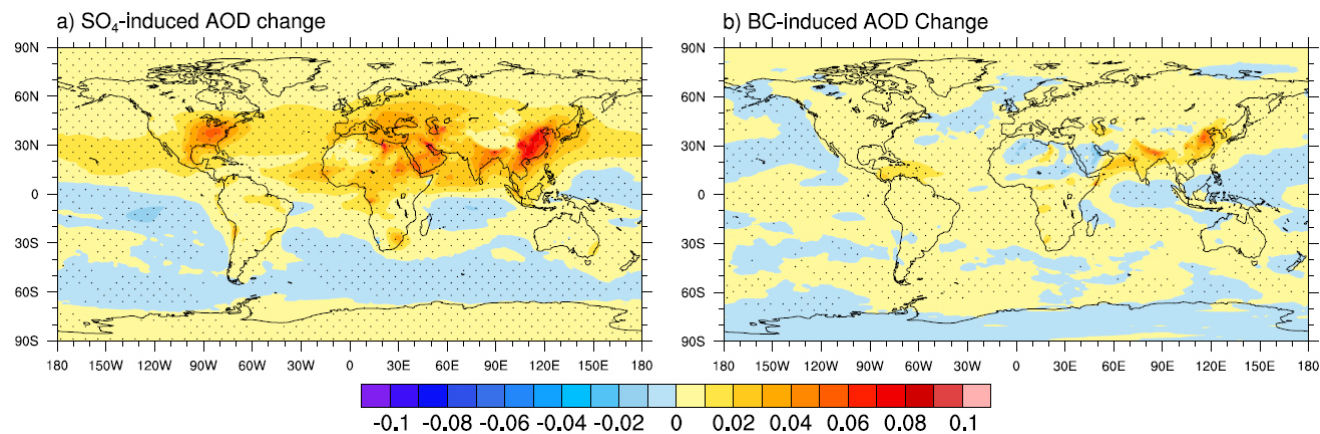 a) SO₄-induced AOD change
90N
60N
30N
0
30S
60S
90S
180 150W 120W 90W 60W 30W 0 30E 60E 90E 120E 150E 180
b) BC-induced AOD Change
90N
60N
30N
0
30S
60S
90S
180 150W 120W 90W 60W 30W 0 30E 60E 90E 120E 150E 180
-0.1 -0.08 -0.06 -0.04 -0.02 0 0.02 0.04 0.06 0.08 0.1